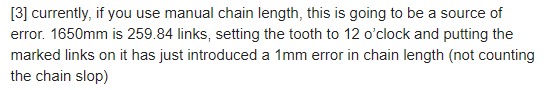 [3] currently, if you use manual chain length, this is going to be a source of
error. 1650mm is 259.84 links, setting the tooth to 12 o'clock and putting the
marked links on it has just introduced a 1mm error in chain length (not counting
the chain slop)